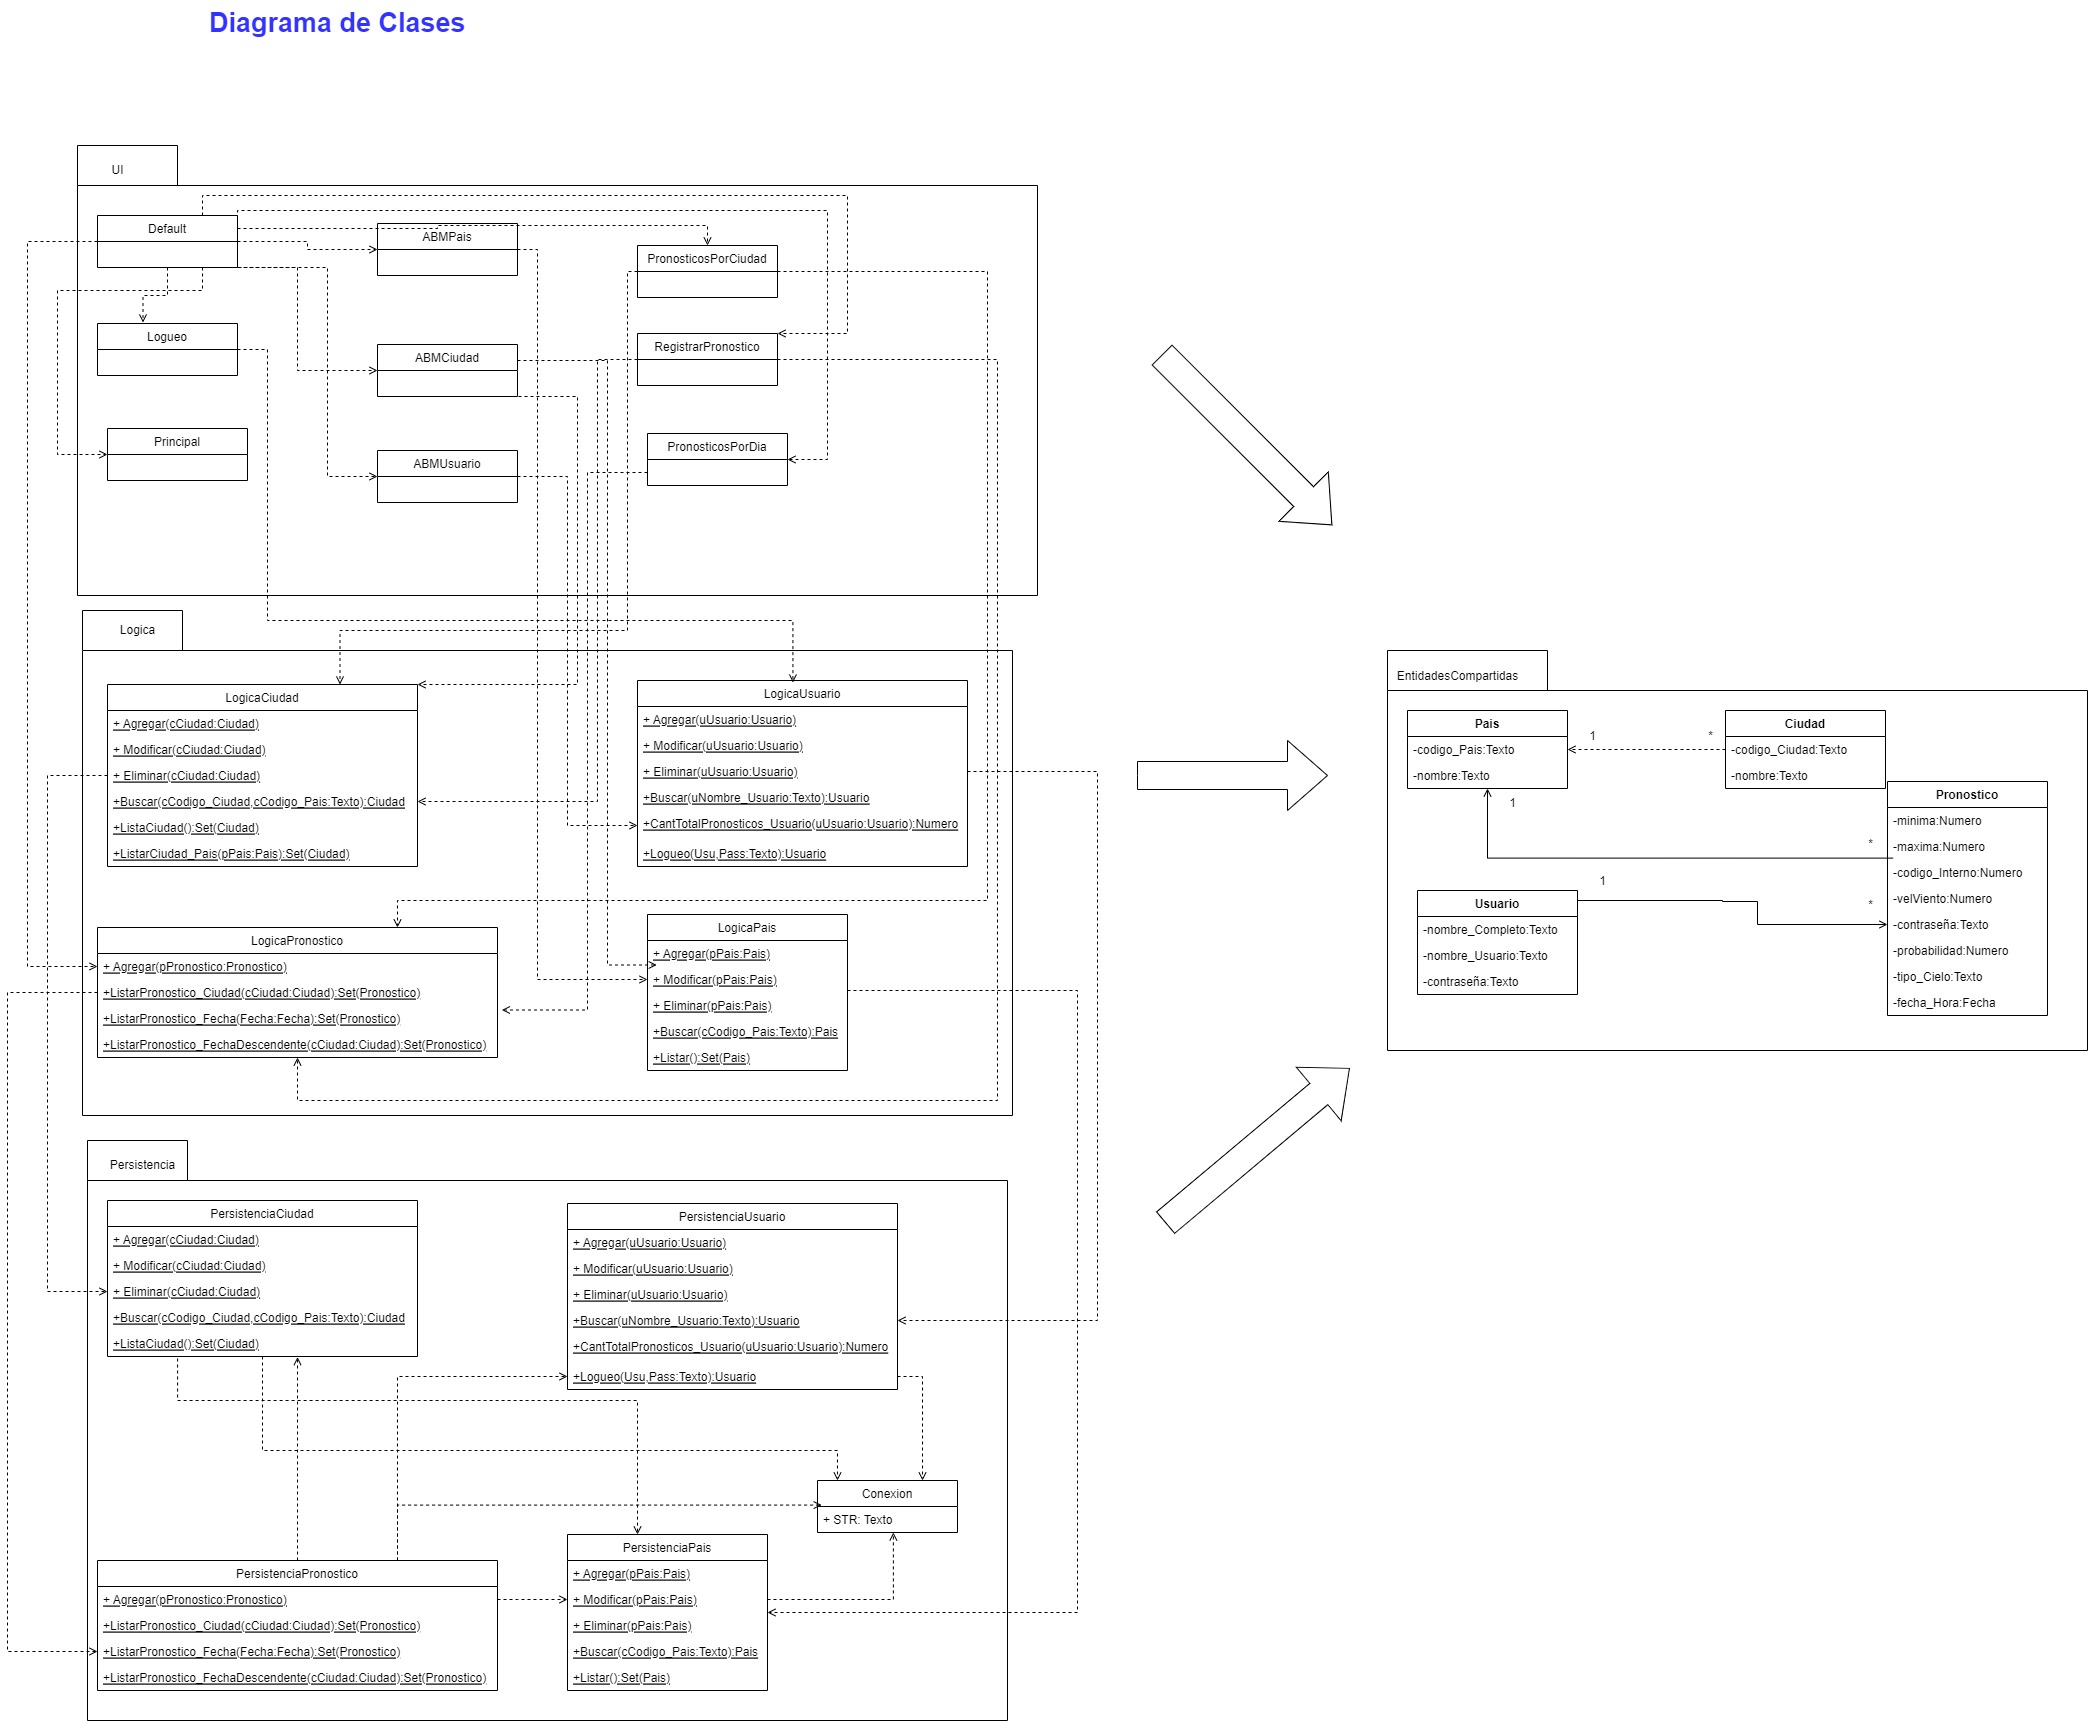 Diagrama de Clases
UI
Default
ABMPais
PronosticosPorCiudad
Logueo
ABMCiudad
RegistrarPronostico
Principal
ABMUsuario
PronosticosPorDia
Logica
LogicaCiudad
+ Agregar(cCiudad:Ciudad)
+ Modificar(cCiudad:Ciudad)
+ Eliminar(cCiudad:Ciudad)
+Buscar(cCodigo_Ciudad,cCodigo_Pais:Texto):Ciudad
+ListaCiudad():Set(Ciudad)
+ListarCiudad_Pais(pPais:Pais):Set(Ciudad)
LogicaUsuario
+ Agregar(uUsuario:Usuario)
+ Modificar(uUsuario:Usuario)
+ Eliminar(uUsuario:Usuario)
+Buscar(uNombre_Usuario:Texto):Usuario
+CantTotalPronosticos_Usuario(uUsuario:Usuario):Numero
+Logueo(Usu,Pass:Texto):Usuario
LogicaPronostico
+ Agregar(pPronostico:Pronostico)
+ListarPronostico_Ciudad(cCiudad:Ciudad):Set(Pronostico)
+ListarPronostico_Fecha(Fecha:Fecha):Set(Pronostico)
+ListarPronostico_FechaDescendente(cCiudad:Ciudad):Set(Pronostico)
LogicaPais
+ Agregar(pPais:Pais)
+ Modificar(pPais:Pais)
+ Eliminar(pPais:Pais)
+Buscar(cCodigo_Pais:Texto):Pais
+Listar():Set(Pais)
Persistencia
PersistenciaCiudad
+ Agregar(cCiudad:Ciudad)
+ Modificar(cCiudad:Ciudad)
+ Eliminar(cCiudad:Ciudad)
+Buscar(cCodigo_Ciudad,cCodigo_Pais:Texto):Ciudad
+ListaCiudad():Set(Ciudad)
PersistenciaUsuario
+ Agregar(uUsuario:Usuario)
+ Modificar(uUsuario:Usuario)
+ Eliminar(uUsuario:Usuario)
+Buscar(uNombre_Usuario:Texto):Usuario
+CantTotalPronosticos_Usuario(uUsuario:Usuario):Numero
+Logueo(Usu,Pass:Texto):Usuario
Conexion
+ STR: Texto
PersistenciaPronostico
+ Agregar(pPronostico:Pronostico)
+ListarPronostico_Ciudad(cCiudad:Ciudad):Set(Pronostico)
+ListarPronostico_Fecha(Fecha:Fecha):Set(Pronostico)
+ListarPronostico_FechaDescendente(cCiudad:Ciudad):Set(Pronostico)
PersistenciaPais
+ Agregar(pPais:Pais)
+ Modificar(pPais:Pais)
+ Eliminar(pPais:Pais)
+Buscar(cCodigo_Pais:Texto):Pais
+Listar():Set(Pais)
EntidadesCompartidas
Pais
-codigo_Pais:Texto
-nombre:Texto
1
*
Ciudad
-codigo_Ciudad:Texto
-nombre:Texto
1
*
Pronostico
-minima:Numero
-maxima:Numero
-codigo_Interno:Numero
-velViento:Numero
-contraseña:Texto
-probabilidad:Numero
-tipo_Cielo:Texto
-fecha_Hora:Fecha
1
*
Usuario
-nombre_Completo:Texto
-nombre_Usuario:Texto
-contraseña:Texto